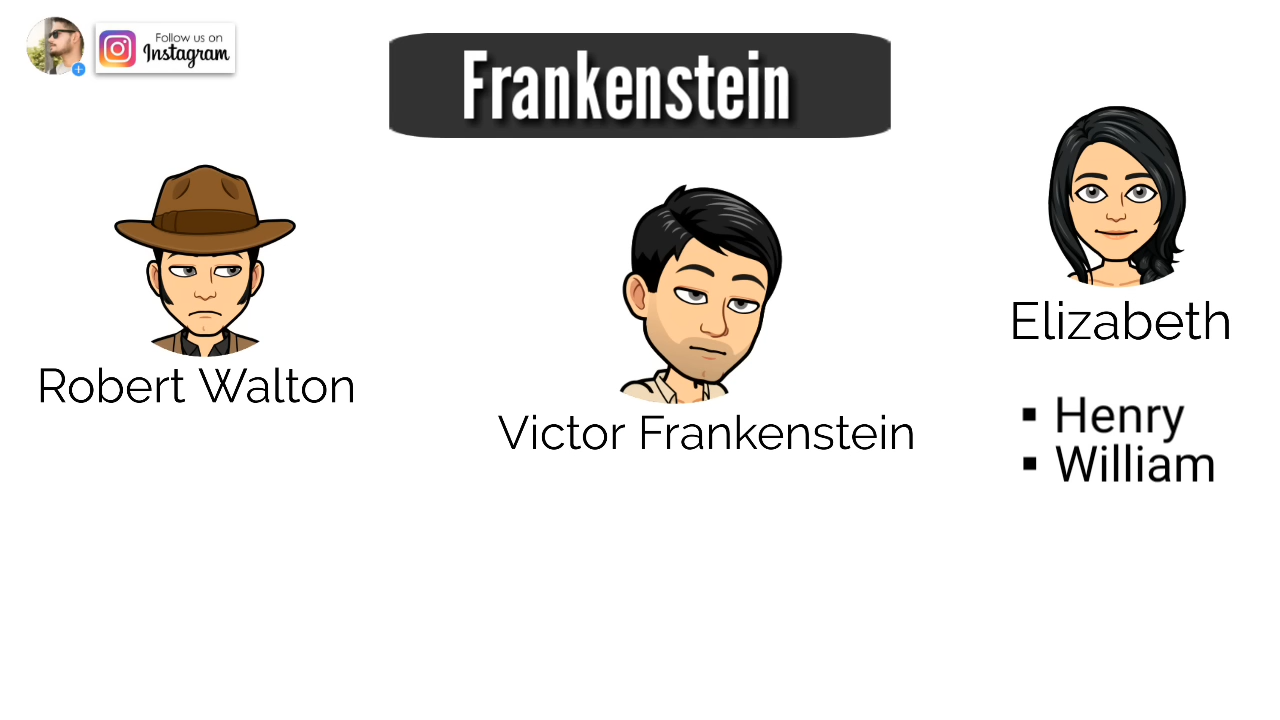 Follow us on
Instagram
Frankenstein
Robert Walton
Victor Frankenstein
Elizabeth
▪ Henry
▪ William